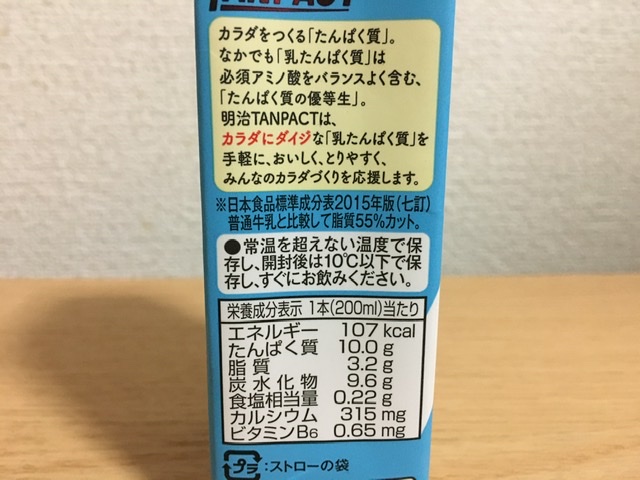 TANPACT
カラダをつくる「たんぱく質」。
なかでも「乳たんぱく質」は
必須アミノ酸をバランスよく含む、
「たんぱく質の優等生」。
明治TANPACTは、
カラダにダイジな「乳たんぱく質」を
手軽に、おいしく、とりやすく、
みんなのカラダづくりを応援します。
※日本食品標準成分表2015年版(七訂)
普通牛乳と比較して脂質55%カット。
●常温を超えない温度で保
存し、開封後は10℃以下で保
存し、すぐにお飲みください。
栄養成分表示 1本(200ml)当たり
エネルギー 107 kcal
たんぱく質 10.0 g
脂質 3.2 g
炭水化物 9.6 g
食塩相当量 0.22 g
カルシウム 315 mg
ビタミンB6 0.65 mg
プラ:ストローの袋